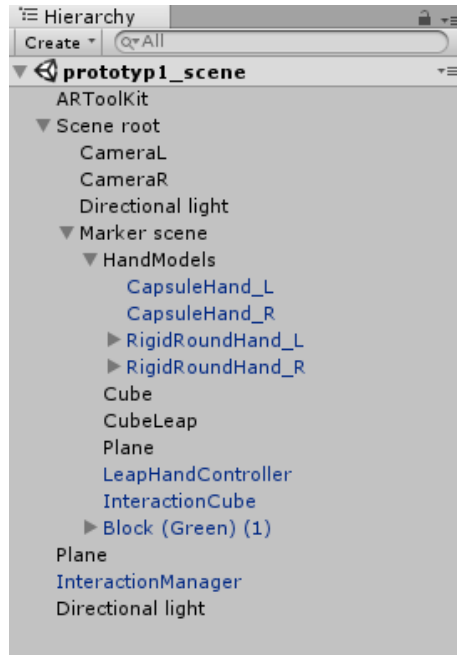 Hierarchy
Create All
prototyp1_scene
ARToolKit
Scene root
CameraL
CameraR
Directional light
Marker scene
HandModels
CapsuleHand_L
CapsuleHand_R
RigidRoundHand_L
RigidRoundHand_R
Cube
CubeLeap
Plane
LeapHandController
InteractionCube
Block (Green) (1)
Plane
InteractionManager
Directional light